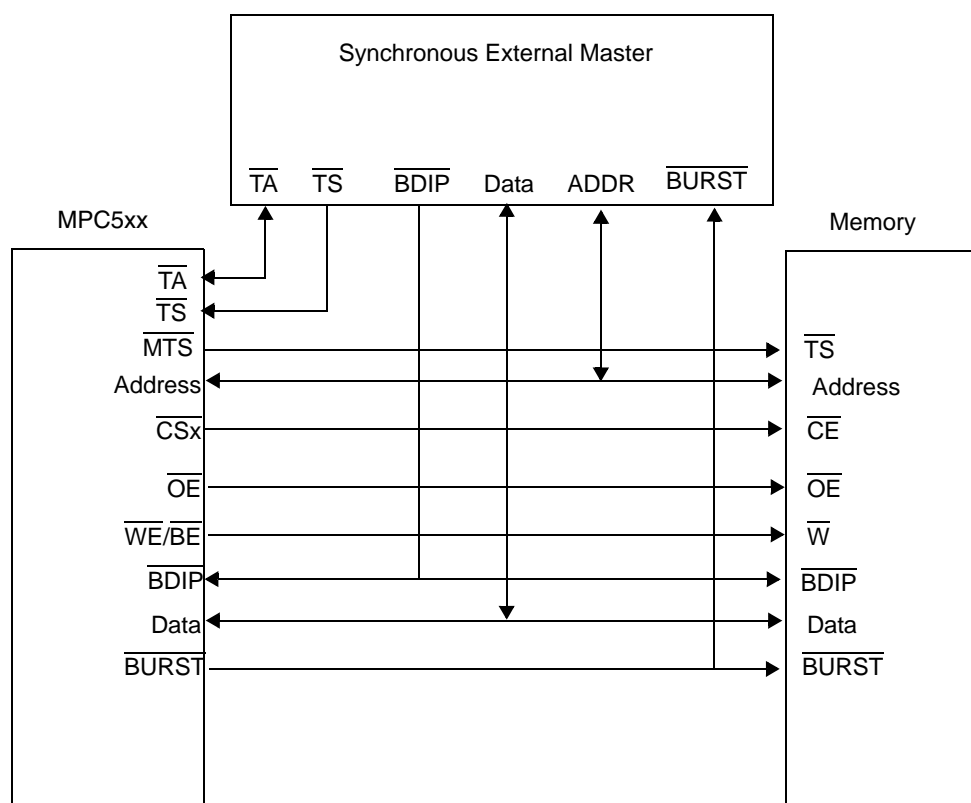 Synchronous External Master
TA TS BDIP Data ADDR BURST
MPC5xx
Memory
TA
TS
MTS
TS
Address
Address
CSx
CE
OE
OE
WE/BE
W
BDIP
BDIP
Data
Data
BURST
BURST